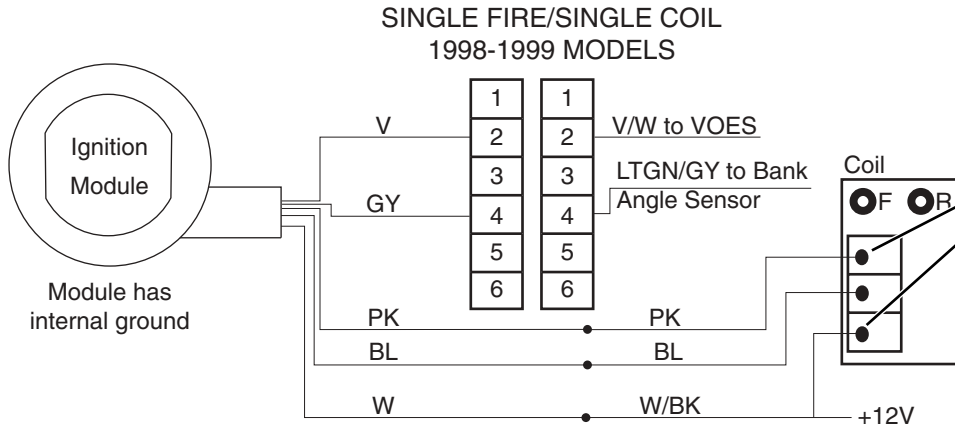 SINGLE FIRE/SINGLE COIL
1998-1999 MODELS
Ignition
Module
Module has
internal ground
V
GY
1
2
3
4
5
6
1
2
3
4
5
6
V/W to VOES
LTGN/GY to Bank
Angle Sensor
Coil
F R
PK PK
BL BL
W W/BK
+12V